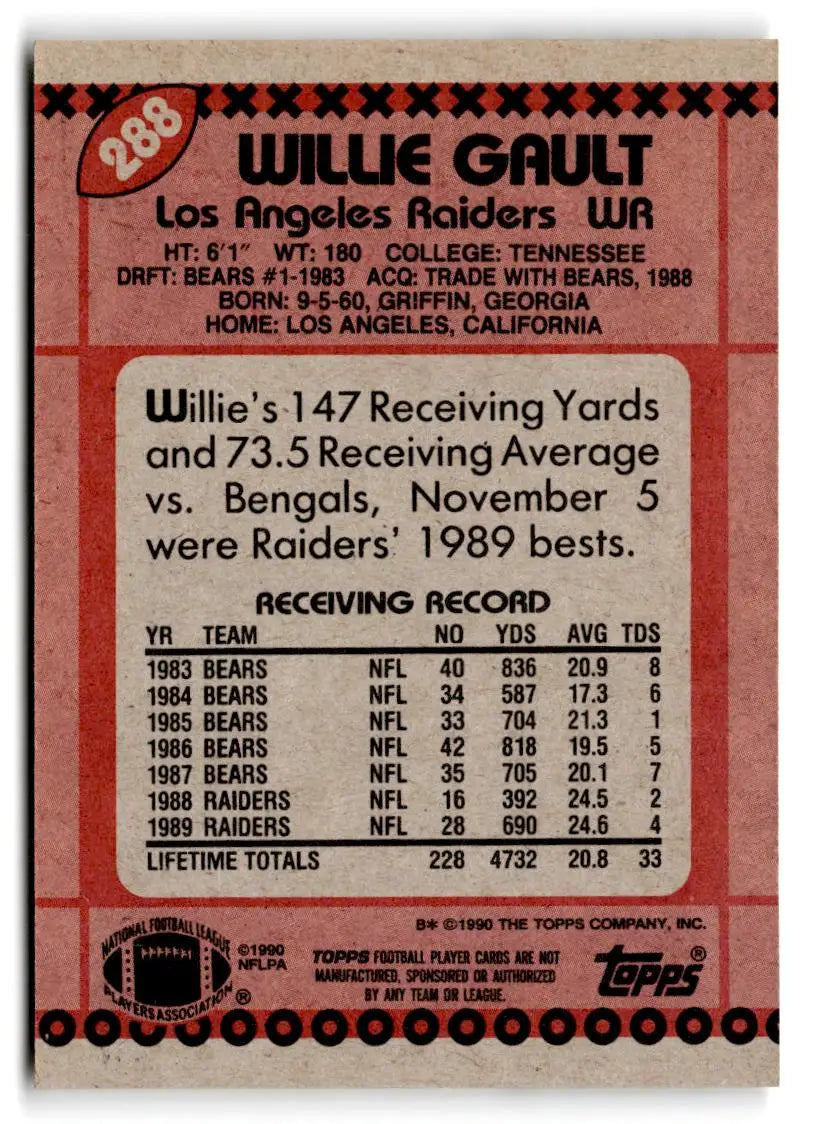 288
WILLIE GAULT
Los Angeles Raiders WR
HT: 6'1" WT: 180 COLLEGE: TENNESSEE
DRFT: BEARS #1-1983 ACQ: TRADE WITH BEARS, 1988
BORN: 9-5-60, GRIFFIN, GEORGIA
HOME: LOS ANGELES, CALIFORNIA
Willie's 147 Receiving Yards
and 73.5 Receiving Average
vs. Bengals, November 5
were Raiders' 1989 bests.
RECEIVING RECORD
YR TEAM NO YDS AVG TDS
1983 BEARS NFL 40 836 20.9 8
1984 BEARS NFL 34 587 17.3 6
1985 BEARS NFL 33 704 21.3 1
1986 BEARS NFL 42 818 19.5 5
1987 BEARS NFL 35 705 20.1 7
1988 RAIDERS NFL 16 392 24.5 2
1989 RAIDERS NFL 28 690 24.6 4
LIFETIME TOTALS 228 4732 20.8 33
B* ©1990 THE TOPPS COMPANY, INC.
NATIONAL FOOTBALL LEAGUE
PLAYERS ASSOCIATION ®
©1990
NFLPA
TOPPS FOOTBALL PLAYER CARDS ARE NOT
MANUFACTURED, SPONSORED OR AUTHORIZED
BY ANY TEAM OR LEAGUE.
topps®